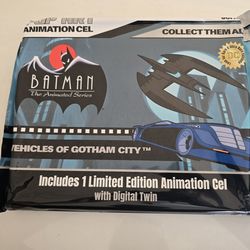 ANIMATION CEL
COLLECT THEM AL
BATMAN
The Animated Series
VEHICLES OF GOTHAM CITY™
Includes 1 Limited Edition Animation Cel
with Digital Twin